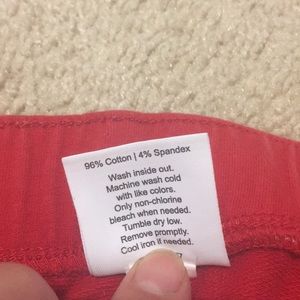 96% Cotton | 4% Spandex
Wash inside out.
Machine wash cold
with like colors.
Only non-chlorine
bleach when needed.
Tumble dry low.
Remove promptly.
Cool iron if needed.